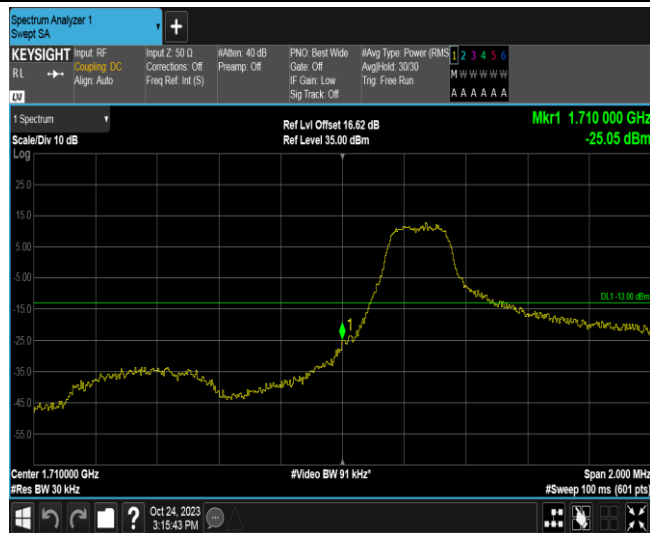 Spectrum Analyzer 1
Swept SA
+
KEYSIGHT
RL
Input: RF
Coupling: DC
Align: Auto
Input Z: 50 Ω
Corrections: Off
Freq Ref: Int (S)
#Atten: 40 dB
Preamp: Off
PNO: Best Wide
Gate: Off
IF Gain: Low
Sig Track: Off
#Avg Type: Power (RMS
Avg|Hold: 30/30
Trig: Free Run
1 2 3 4 5 6
M W W W W W
A A A A A A
LXI
1 Spectrum
Scale/Div 10 dB
Ref Lvl Offset 16.62 dB
Ref Level 35.00 dBm
Mkr1 1.710 000 GHz
-25.05 dBm
Log
25.0
15.0
5.00
-5.00
-15.0
-25.0
-35.0
-45.0
-55.0
DL1 -13.00 dBm
1
Center 1.710000 GHz
#Res BW 30 kHz
#Video BW 91 kHz*
Span 2.000 MHz
#Sweep 100 ms (601 pts)
?
Oct 24, 2023
3:15:43 PM